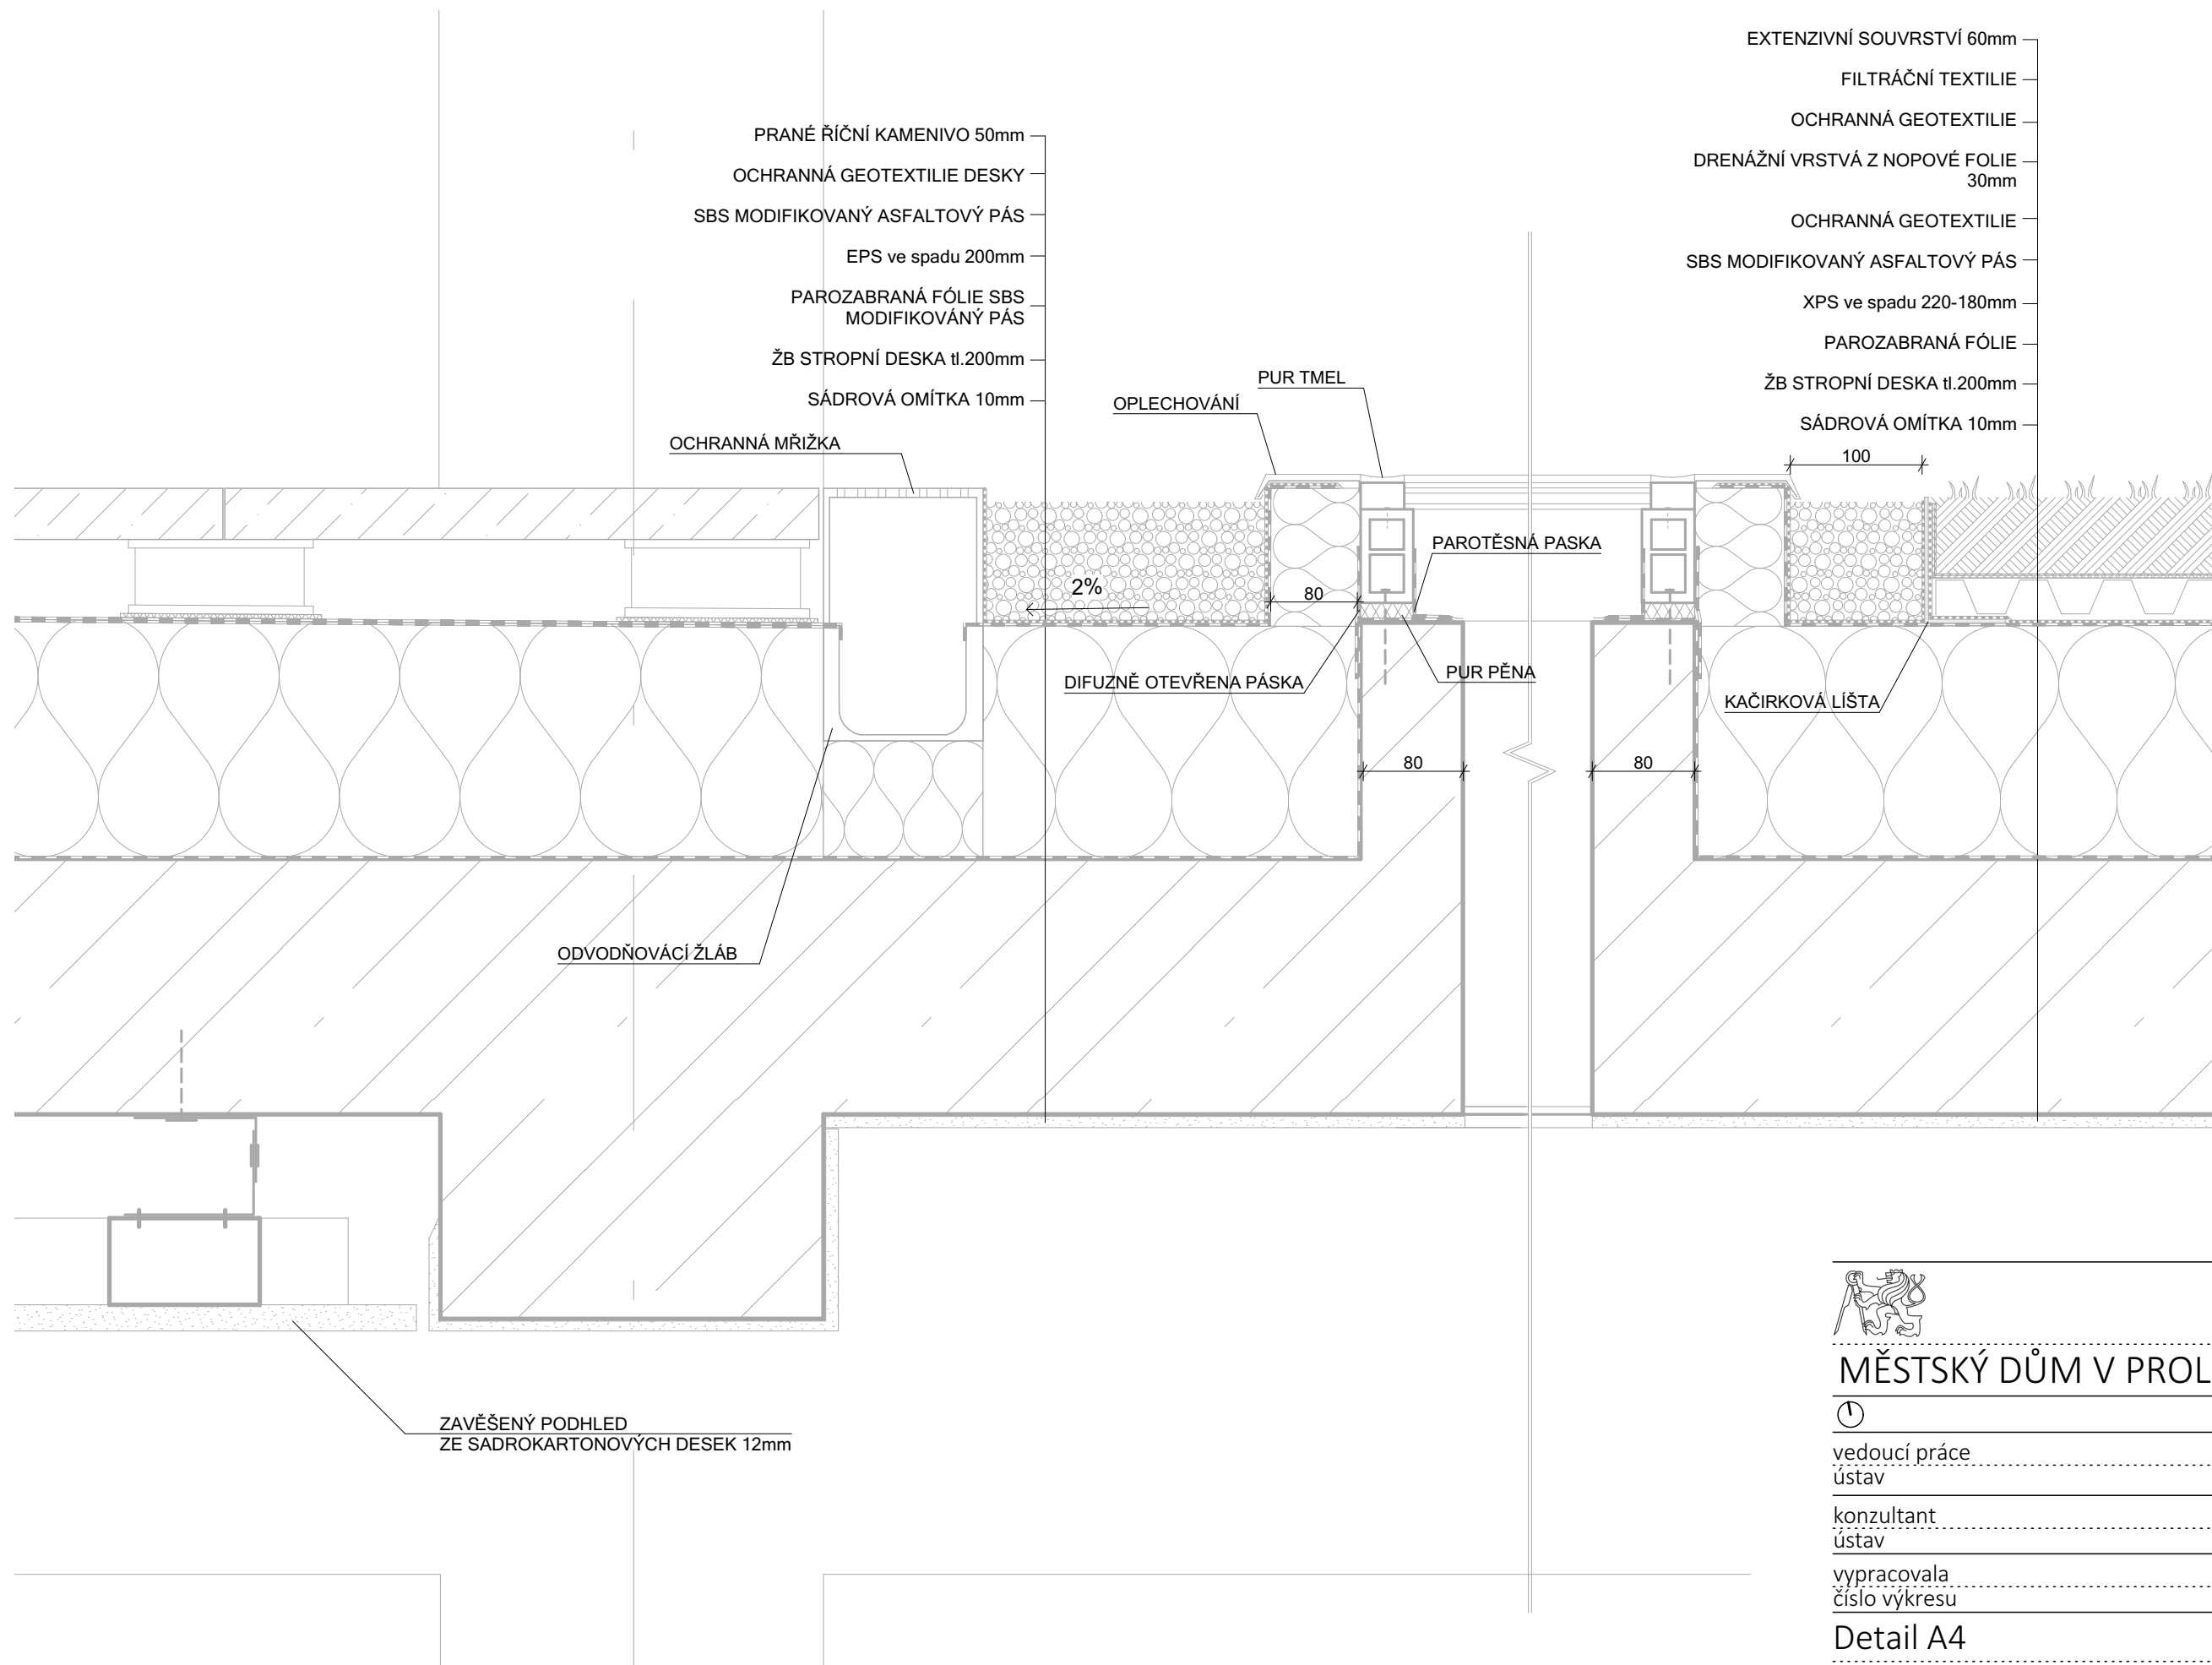 EXTENZIVNÍ SOUVRSTVÍ 60mm
FILTRÁČNÍ TEXTILIE
OCHRANNÁ GEOTEXTILIE
DRENÁŽNÍ VRSTVÁ Z NOPOVÉ FOLIE
30mm
OCHRANNÁ GEOTEXTILIE
SBS MODIFIKOVANÝ ASFALTOVÝ PÁS
XPS ve spadu 220-180mm
PAROZABRANÁ FÓLIE
ŽB STROPNÍ DESKA tl.200mm
SÁDROVÁ OMÍTKA 10mm
PRANÉ ŘÍČNÍ KAMENIVO 50mm
OCHRANNÁ GEOTEXTILIE DESKY
SBS MODIFIKOVANÝ ASFALTOVÝ PÁS
EPS ve spadu 200mm
PAROZABRANÁ FÓLIE SBS
MODIFIKOVÁNÝ PÁS
ŽB STROPNÍ DESKA tl.200mm
SÁDROVÁ OMÍTKA 10mm
PUR TMEL
OPLECHOVÁNÍ
OCHRANNÁ MŘIŽKA
100
PAROTĚSNÁ PASKA
2%
80
DIFUZNĚ OTEVŘENA PÁSKA
PUR PĚNA
KAČIRKOVÁ LÍŠTA
80
80
ODVODŇOVÁCÍ ŽLÁB
ZAVĚŠENÝ PODHLED
ZE SADROKARTONOVÝCH DESEK 12mm
MĚSTSKÝ DŮM V PROL
vedoucí práce
ústav
konzultant
ústav
vypracovala
číslo výkresu
Detail A4